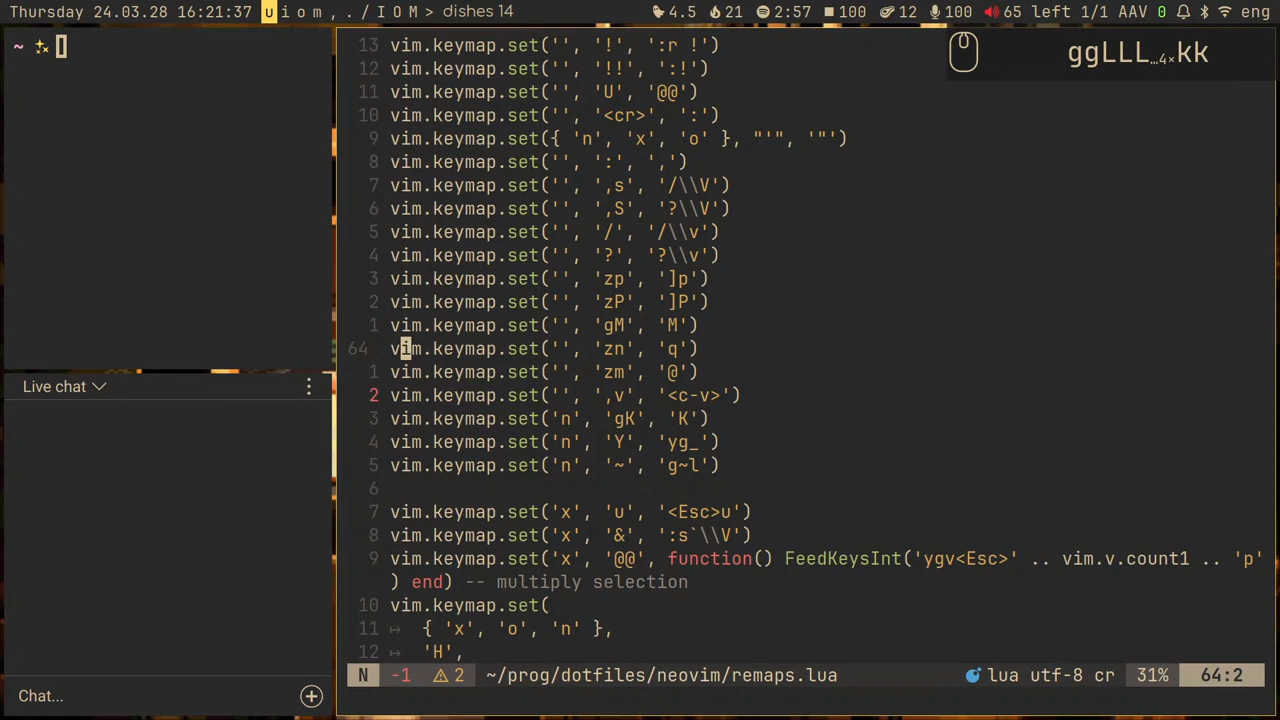 Thursday 24.03.28 16:21:37 u i o m , . / I O M > dishes 14 4.5 21 2:57 100 12 100 65 left 1/1 AAV 0 eng
~
ggLLL…4×kk
13 vim.keymap.set('', '!', ':r !')
12 vim.keymap.set('', '!!', ':!')
11 vim.keymap.set('', 'U', '@@')
10 vim.keymap.set('', '<cr>', ':')
9 vim.keymap.set({ 'n', 'x', 'o' }, "'", '"')
8 vim.keymap.set('', ':', ',')
7 vim.keymap.set('', ',s', '/\\V')
6 vim.keymap.set('', ',S', '?\\V')
5 vim.keymap.set('', '/', '/\\v')
4 vim.keymap.set('', '?', '?\\v')
3 vim.keymap.set('', 'zp', ']p')
2 vim.keymap.set('', 'zP', ']P')
1 vim.keymap.set('', 'gM', 'M')
64 vim.keymap.set('', 'zn', 'q')
1 vim.keymap.set('', 'zm', '@')
2 vim.keymap.set('', ',v', '<c-v>')
3 vim.keymap.set('n', 'gK', 'K')
4 vim.keymap.set('n', 'Y', 'yg_')
5 vim.keymap.set('n', '~', 'g~l')
6
7 vim.keymap.set('x', 'u', '<Esc>u')
8 vim.keymap.set('x', '&', ':s`\\V')
9 vim.keymap.set('x', '@@', function() FeedKeysInt('ygv<Esc>' .. vim.v.count1 .. 'p'
) end) -- multiply selection
10 vim.keymap.set(
11 ↦ { 'x', 'o', 'n' },
12 ↦ 'H',
N -1 ⚠ 2 ~/prog/dotfiles/neovim/remaps.lua lua utf-8 cr 31% 64:2
Live chat
Chat...